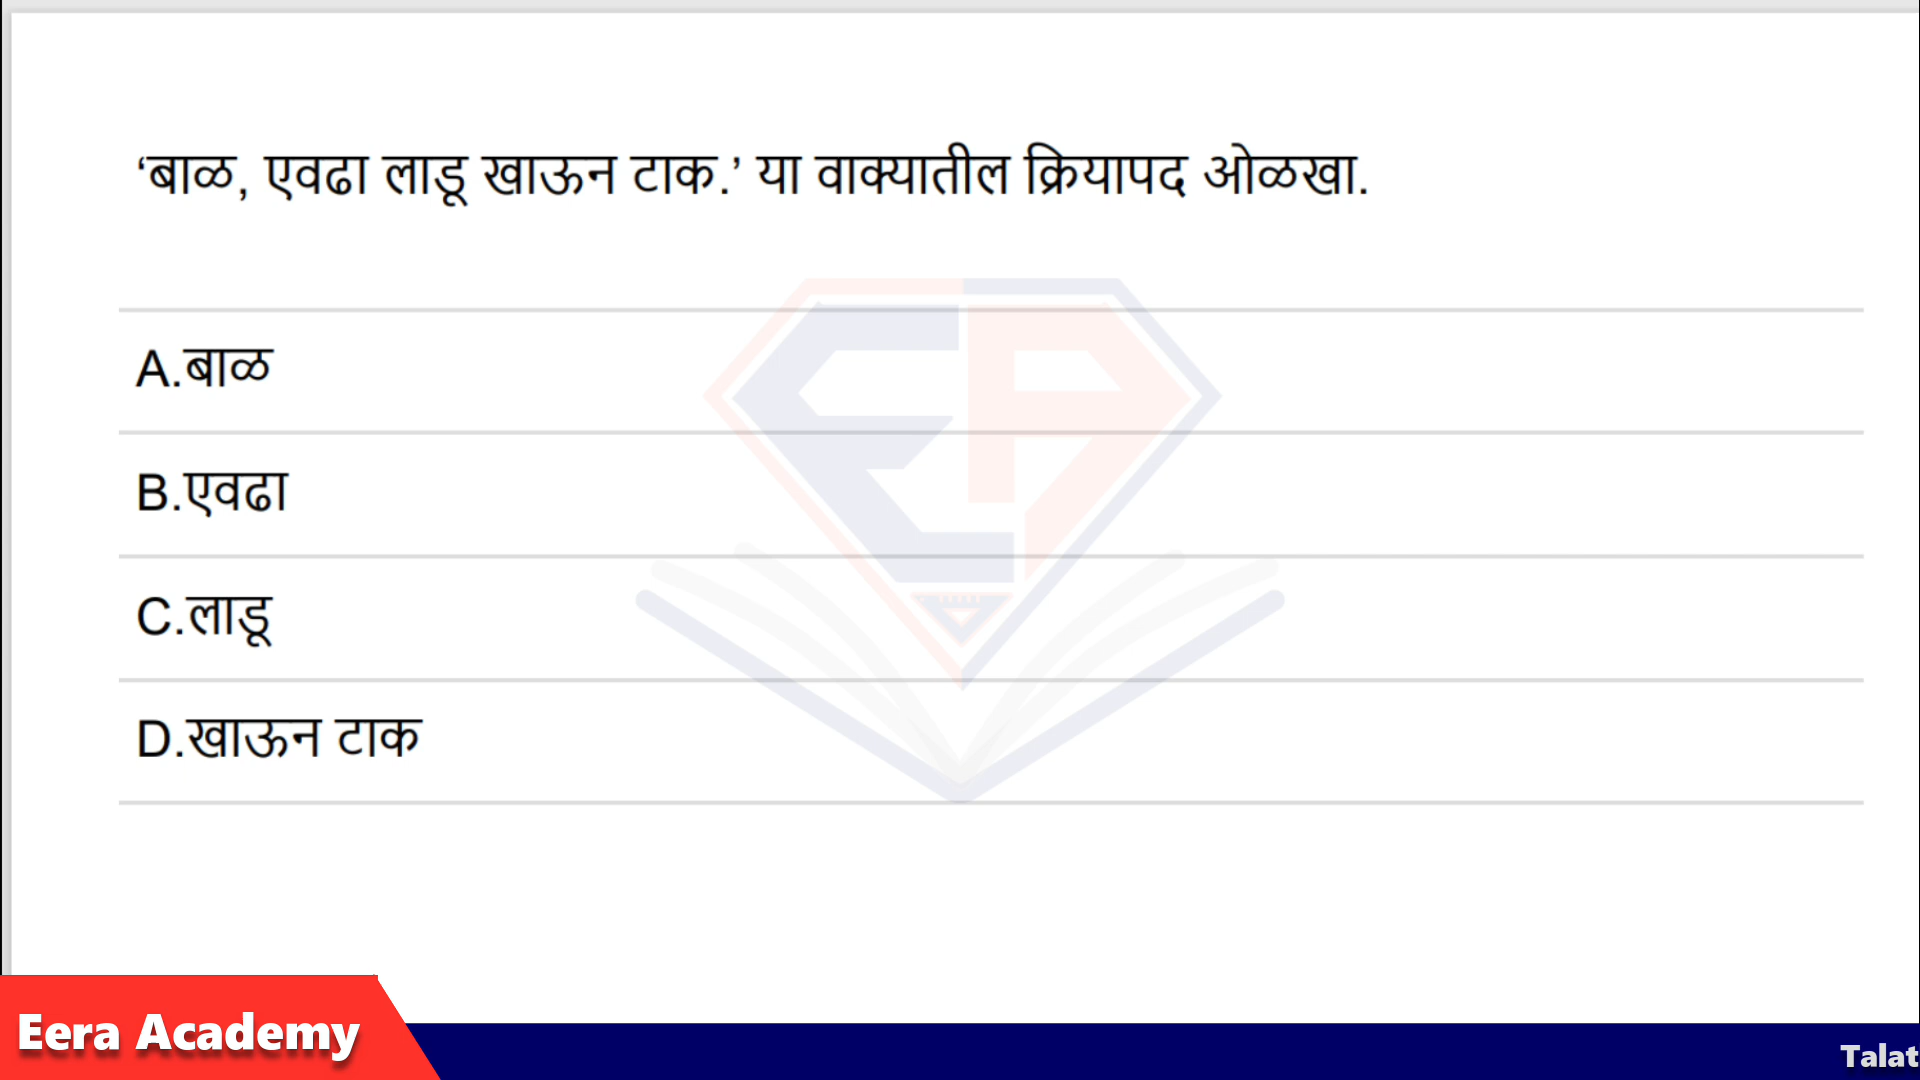 ‘बाळ, एवढा लाडू खाऊन टाक.’ या वाक्यातील क्रियापद ओळखा.
A.बाळ
B.एवढा
C.लाडू
D.खाऊन टाक
Eera Academy
Talat